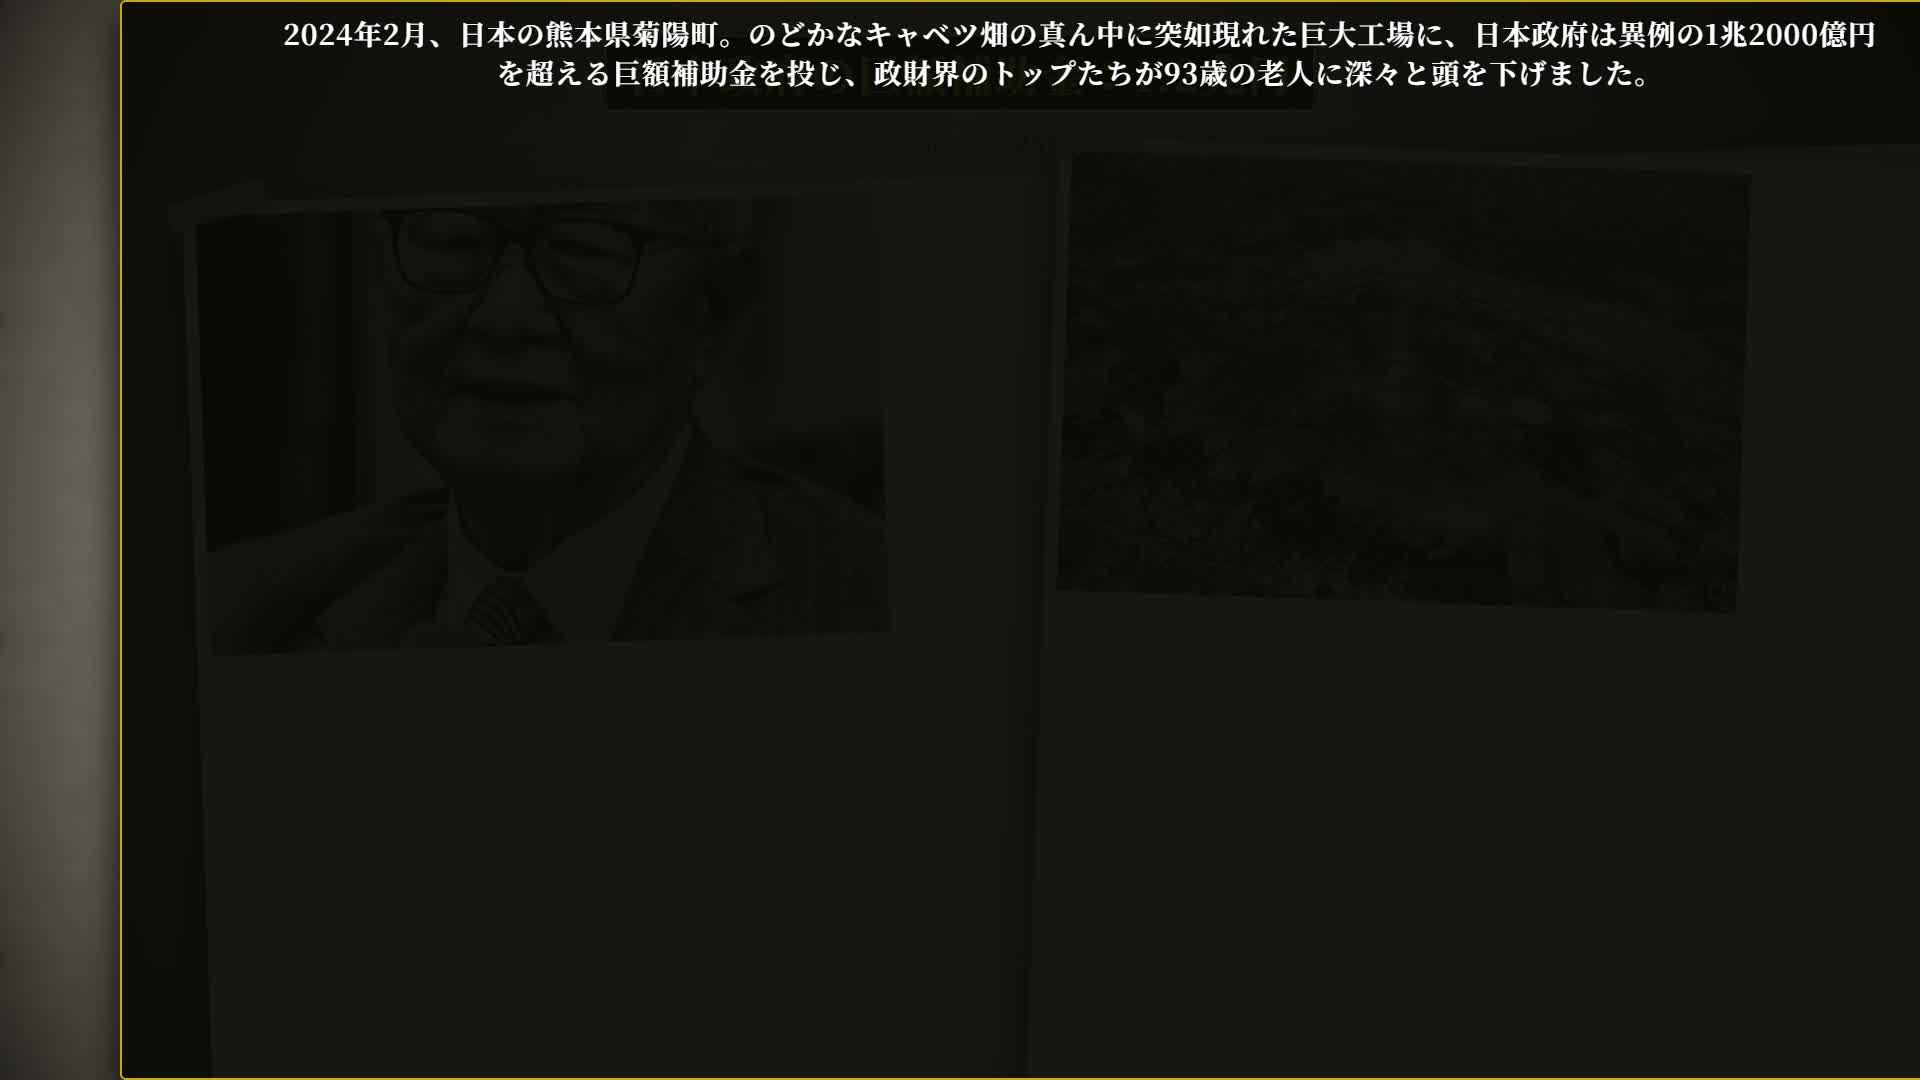 2024年2月、日本の熊本県菊陽町。のどかなキャベツ畑の真ん中に突如現れた巨大工場に、日本政府は異例の1兆2000億円
を超える巨額補助金を投じ、政財界のトップたちが93歳の老人に深々と頭を下げました。